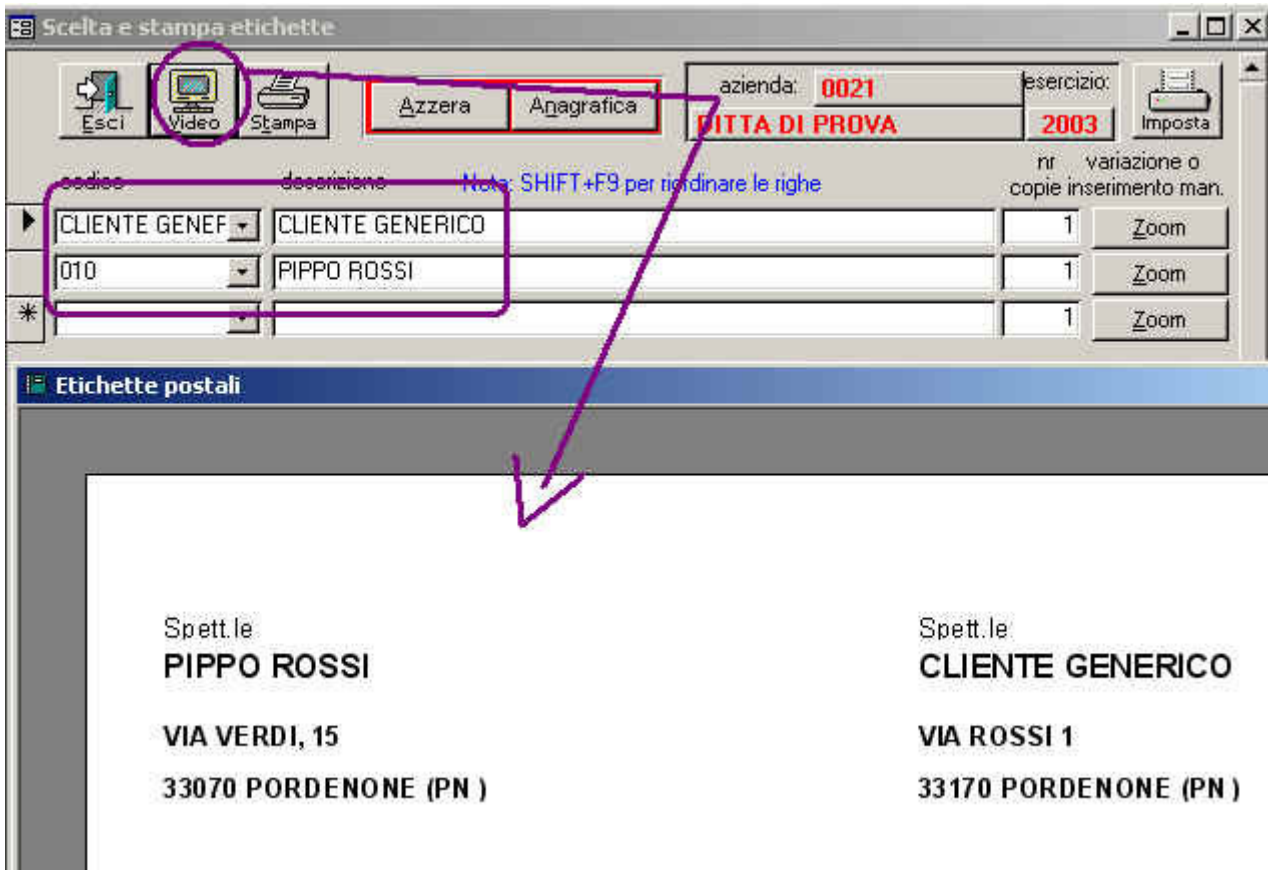 Scelta e stampa etichette
Esci Video Stampa Azzera Anagrafica azienda: 0021 esercizio: Imposta
DITTA DI PROVA 2003
codice descrizione Nota: SHIFT+F9 per riordinare le righe nr copie variazione o inserimento man.
CLIENTE GENER CLIENTE GENERICO 1 Zoom
010 PIPPO ROSSI 1 Zoom
* 1 Zoom
Etichette postali
Spett.le Spett.le
PIPPO ROSSI CLIENTE GENERICO
VIA VERDI, 15 VIA ROSSI 1
33070 PORDENONE (PN ) 33170 PORDENONE (PN )